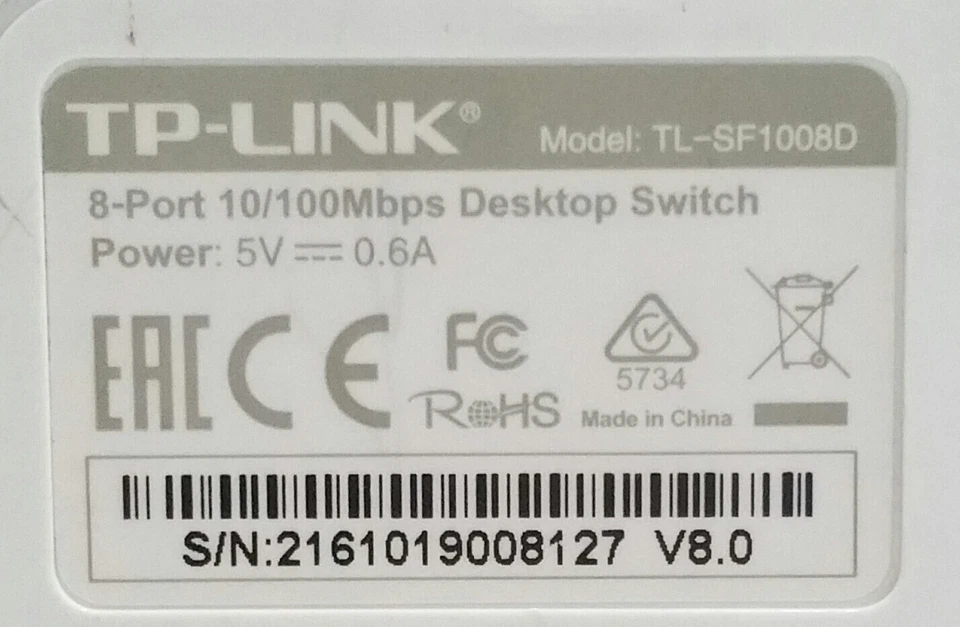 TP-LINK®
Model: TL-SF1008D
8-Port 10/100Mbps Desktop Switch
Power: 5V ⎓ 0.6A
EAC CE FC
5734
RoHS
Made in China
S/N:2161019008127 V8.0